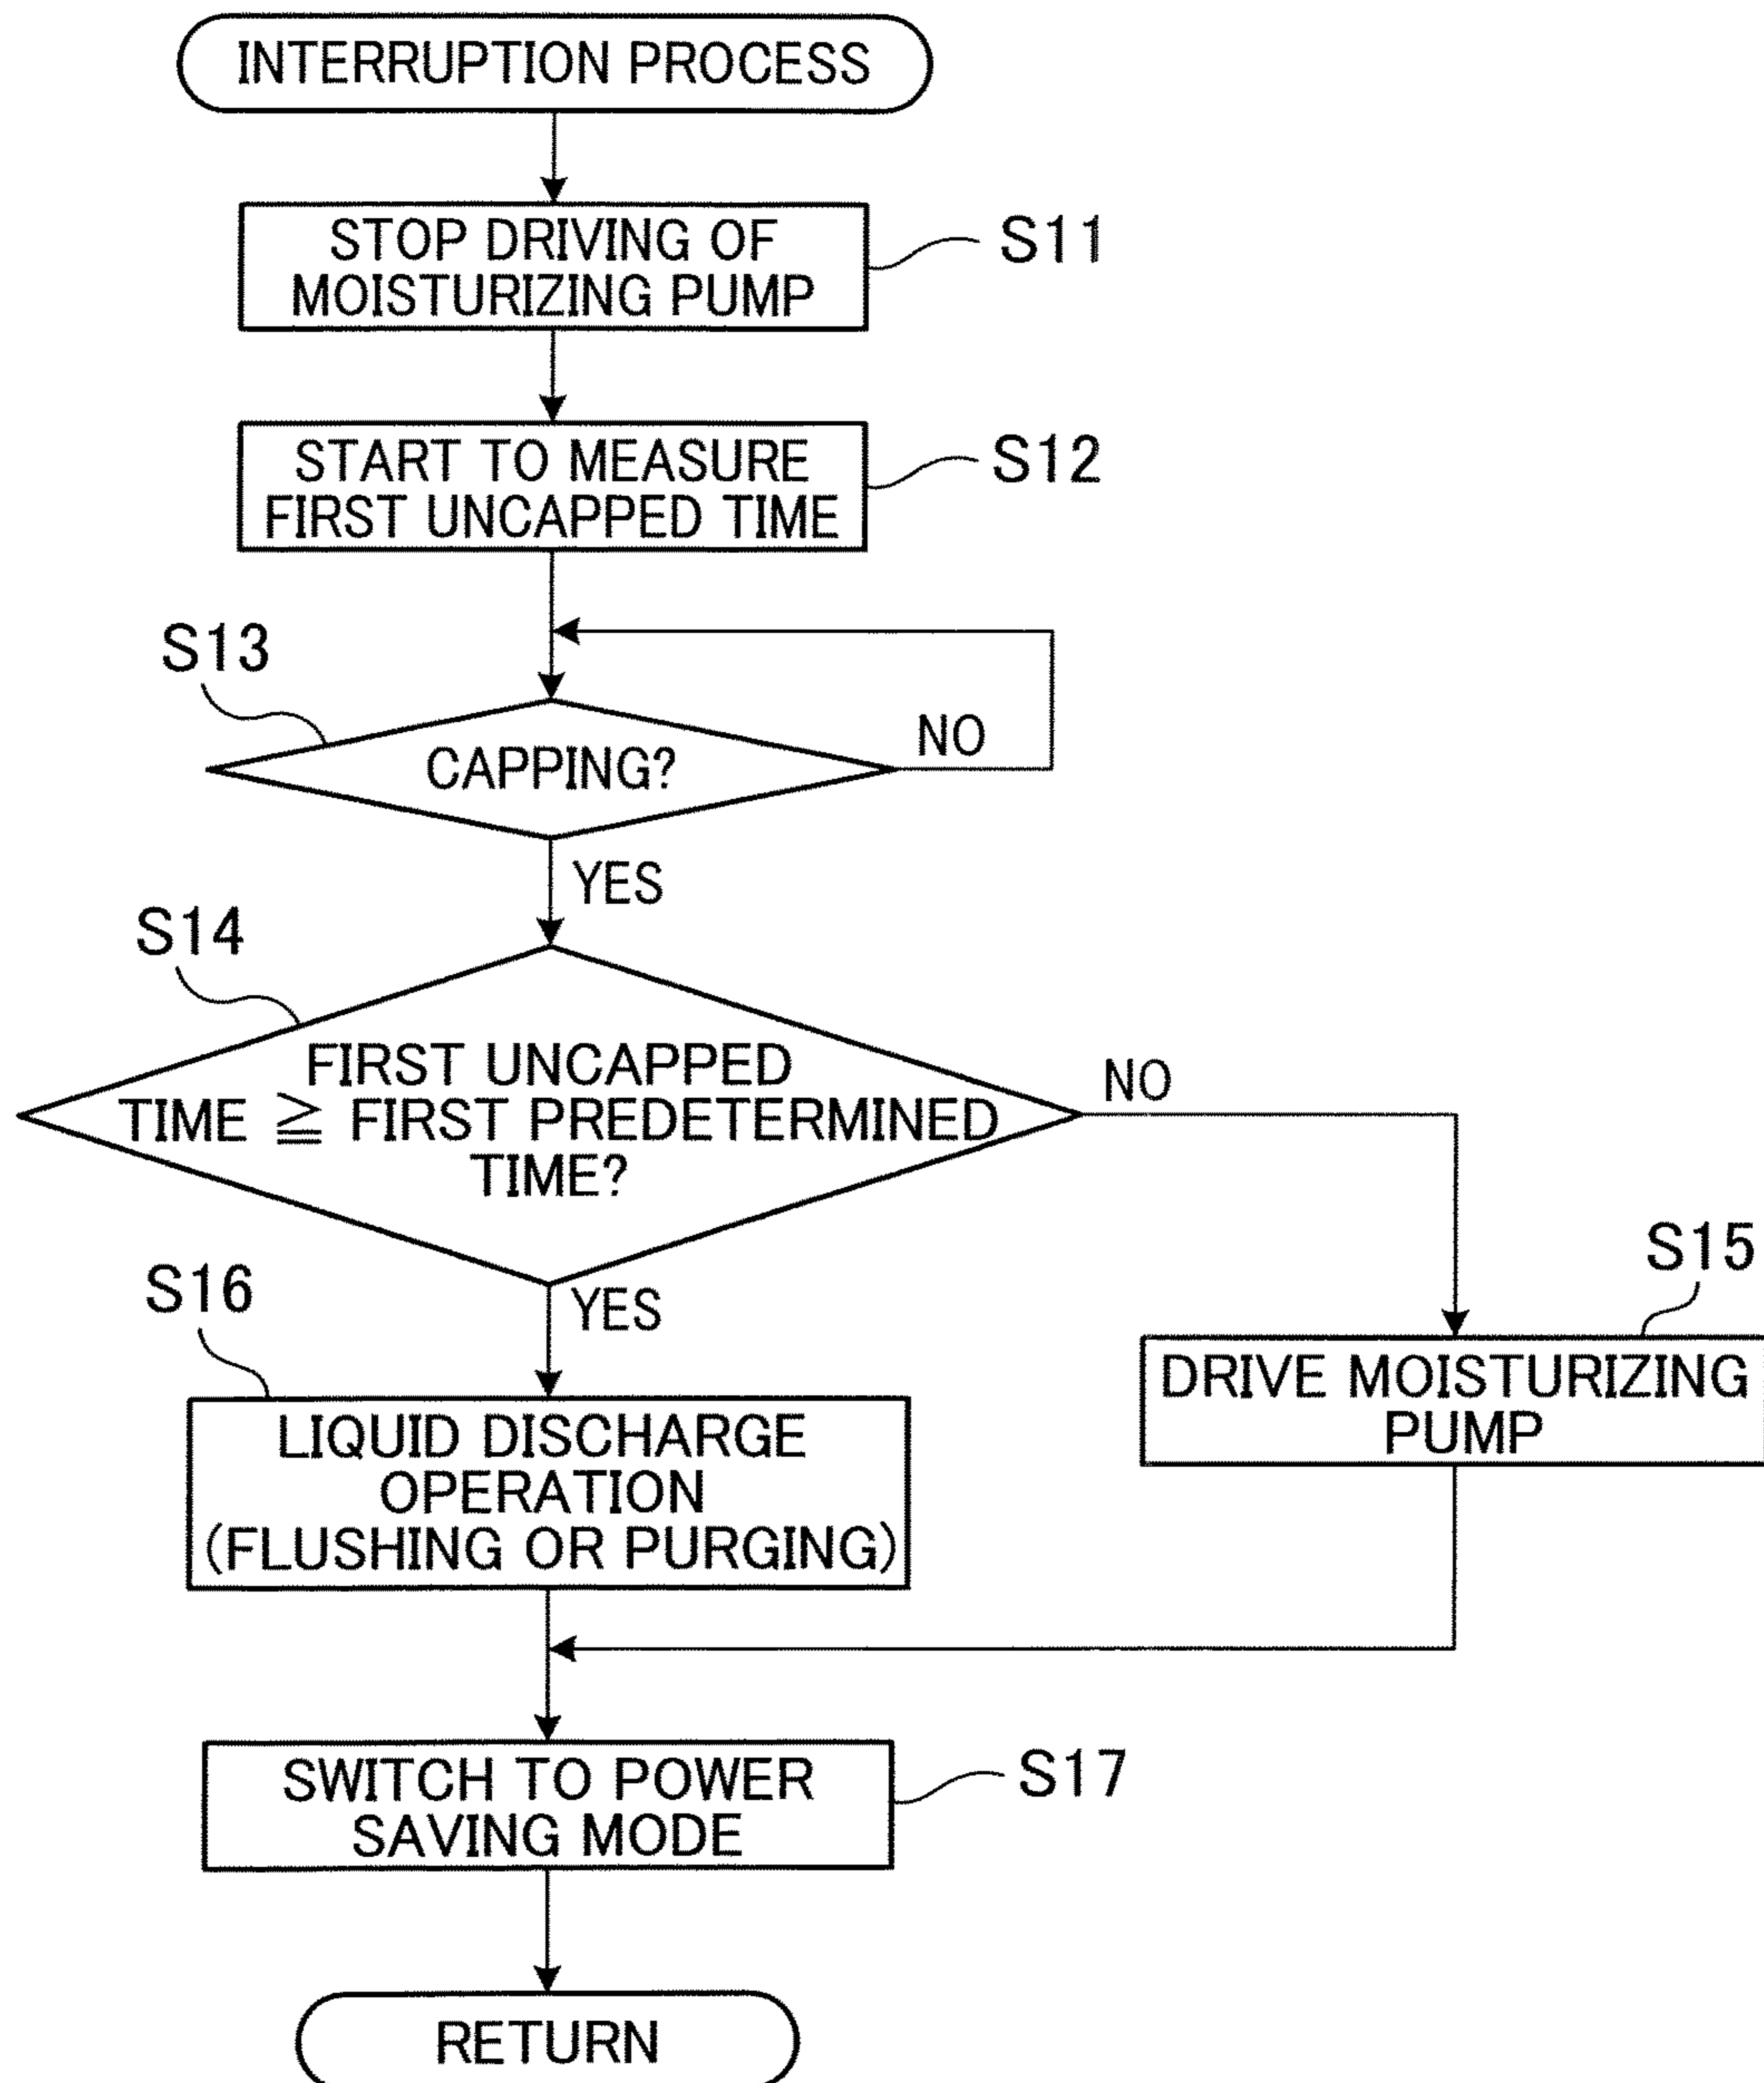 INTERRUPTION PROCESS
STOP DRIVING OF
MOISTURIZING PUMP
S11
START TO MEASURE
FIRST UNCAPPED TIME
S12
S13
CAPPING?
NO
YES
S14
FIRST UNCAPPED
TIME ≧ FIRST PREDETERMINED
TIME?
NO
YES
S15
DRIVE MOISTURIZING
PUMP
S16
LIQUID DISCHARGE
OPERATION
(FLUSHING OR PURGING)
SWITCH TO POWER
SAVING MODE
S17
RETURN